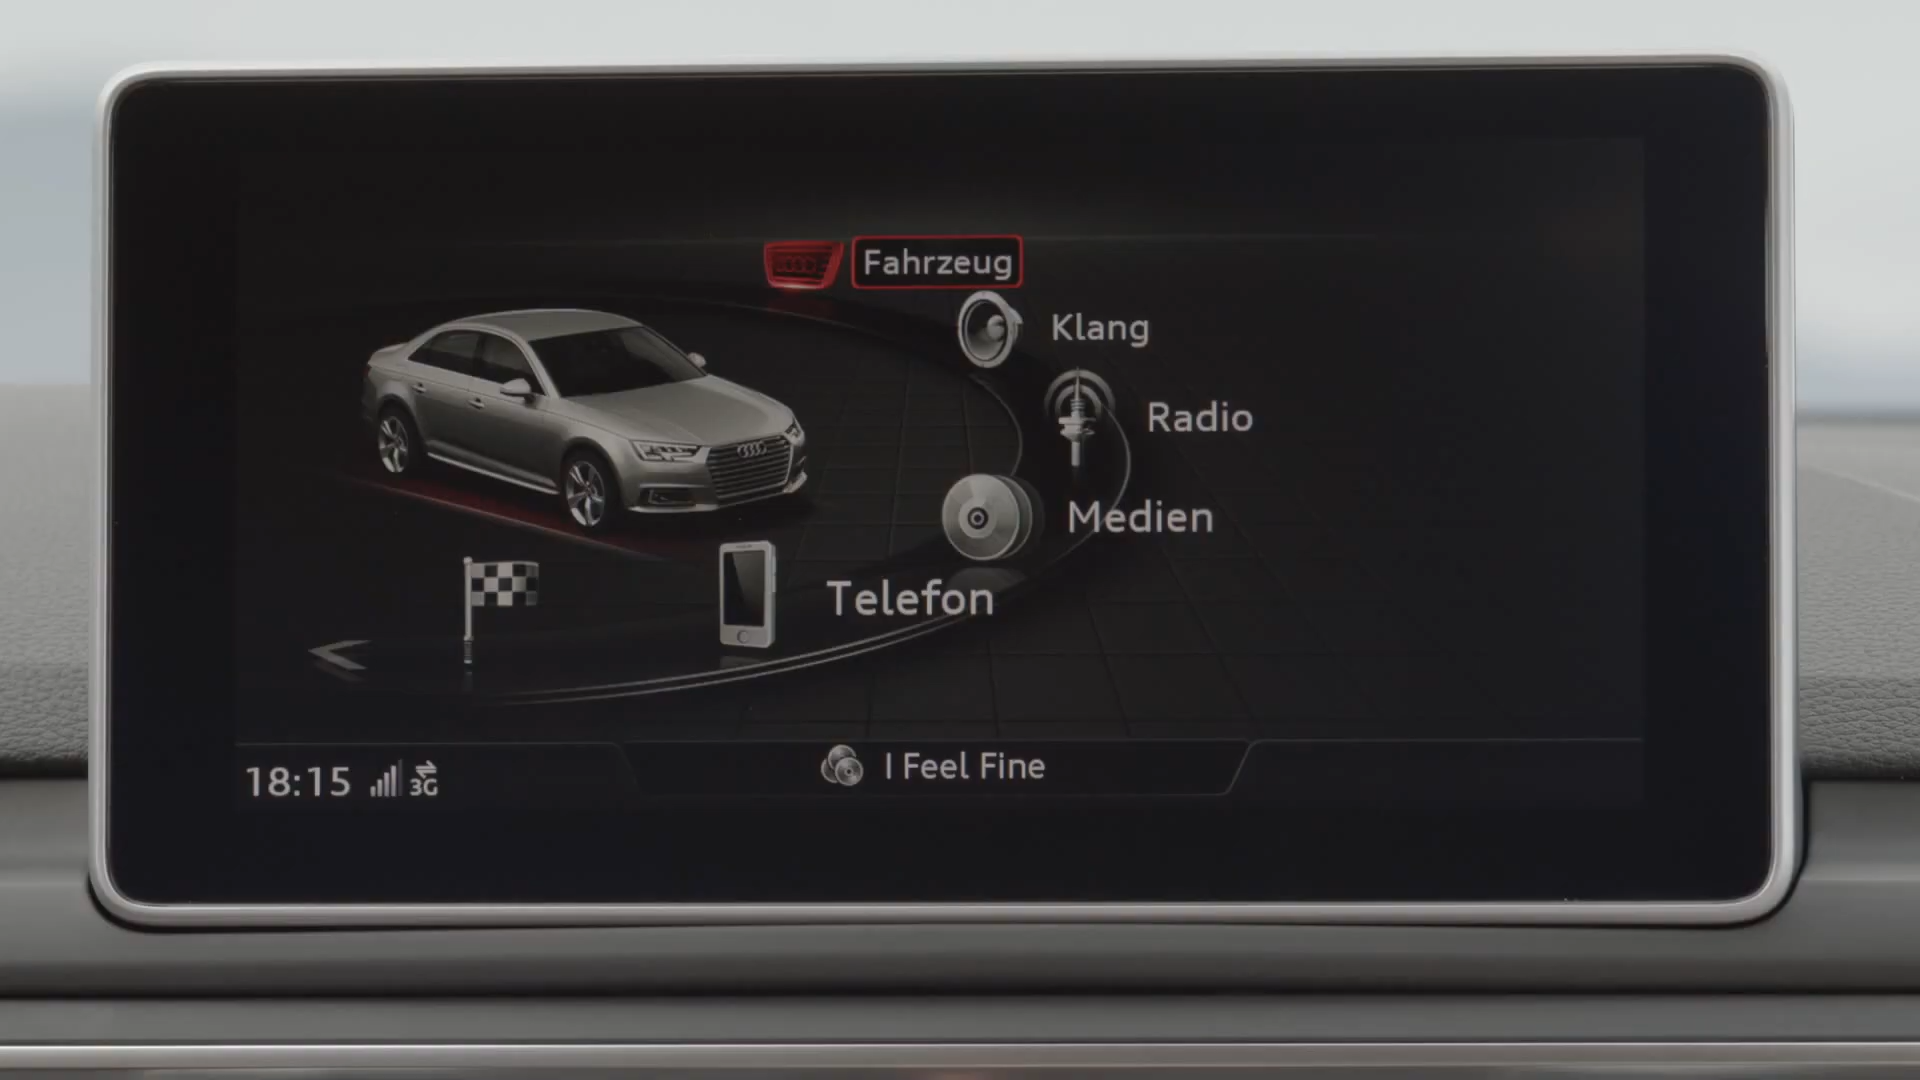 Fahrzeug
Klang
Radio
Medien
Telefon
18:15 3G
I Feel Fine